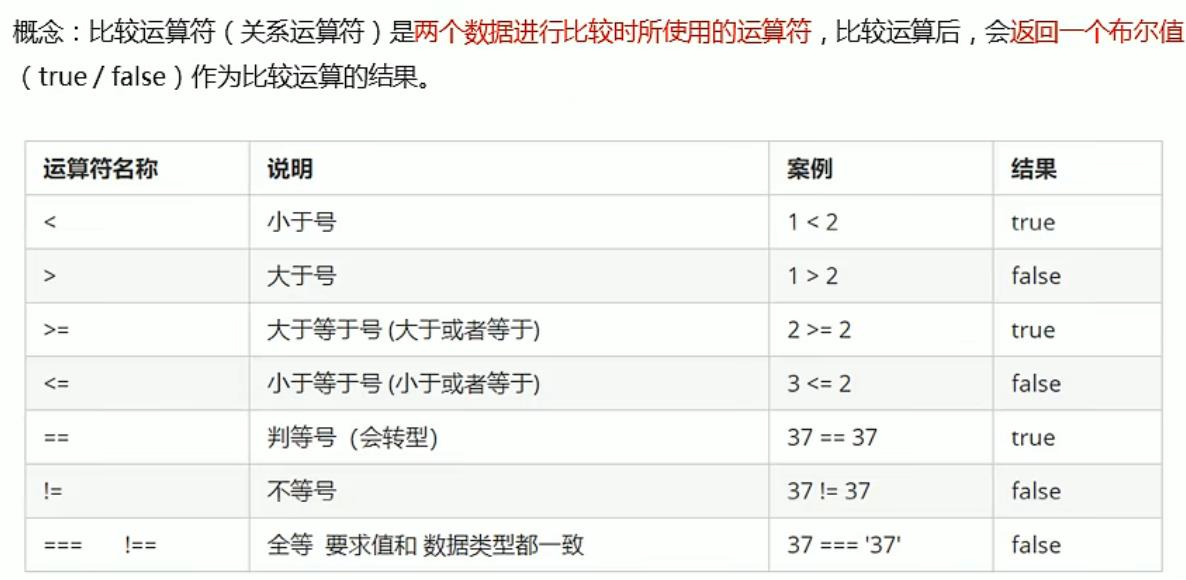 概念：比较运算符（关系运算符）是两个数据进行比较时所使用的运算符，比较运算后，会返回一个布尔值
（true / false）作为比较运算的结果。
运算符名称 说明 案例 结果
< 小于号 1 < 2 true
> 大于号 1 > 2 false
>= 大于等于号 (大于或者等于) 2 >= 2 true
<= 小于等于号 (小于或者等于) 3 <= 2 false
== 判等号（会转型） 37 == 37 true
!= 不等号 37 != 37 false
=== !== 全等 要求值和 数据类型都一致 37 === '37' false